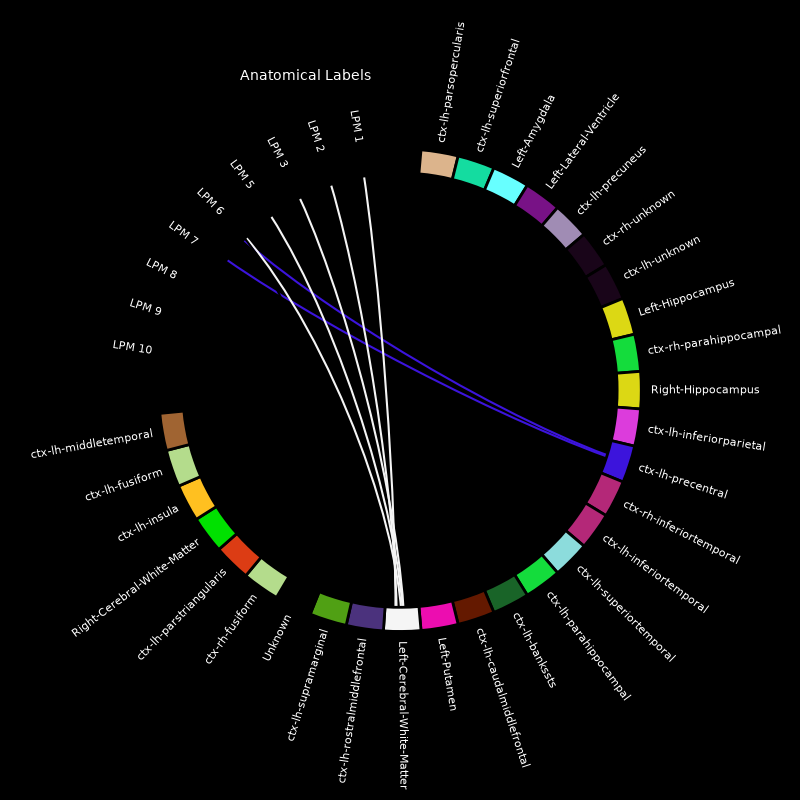 Anatomical Labels
ctx-lh-parsopercularis
ctx-lh-superiorfrontal
Left-Amygdala
Left-Lateral-Ventricle
ctx-lh-precuneus
ctx-rh-unknown
ctx-lh-unknown
Left-Hippocampus
ctx-rh-parahippocampal
Right-Hippocampus
ctx-lh-inferiorparietal
ctx-lh-precentral
ctx-rh-inferiortemporal
ctx-lh-inferiortemporal
ctx-lh-superiortemporal
ctx-lh-parahippocampal
ctx-lh-bankssts
ctx-lh-caudalmiddlefrontal
Left-Putamen
Left-Cerebral-White-Matter
ctx-lh-rostralmiddlefrontal
ctx-lh-supramarginal
Unknown
ctx-rh-fusiform
ctx-lh-parstriangularis
Right-Cerebral-White-Matter
ctx-lh-insula
ctx-lh-fusiform
ctx-lh-middletemporal
LPM 10
LPM 9
LPM 8
LPM 7
LPM 6
LPM 5
LPM 3
LPM 2
LPM 1